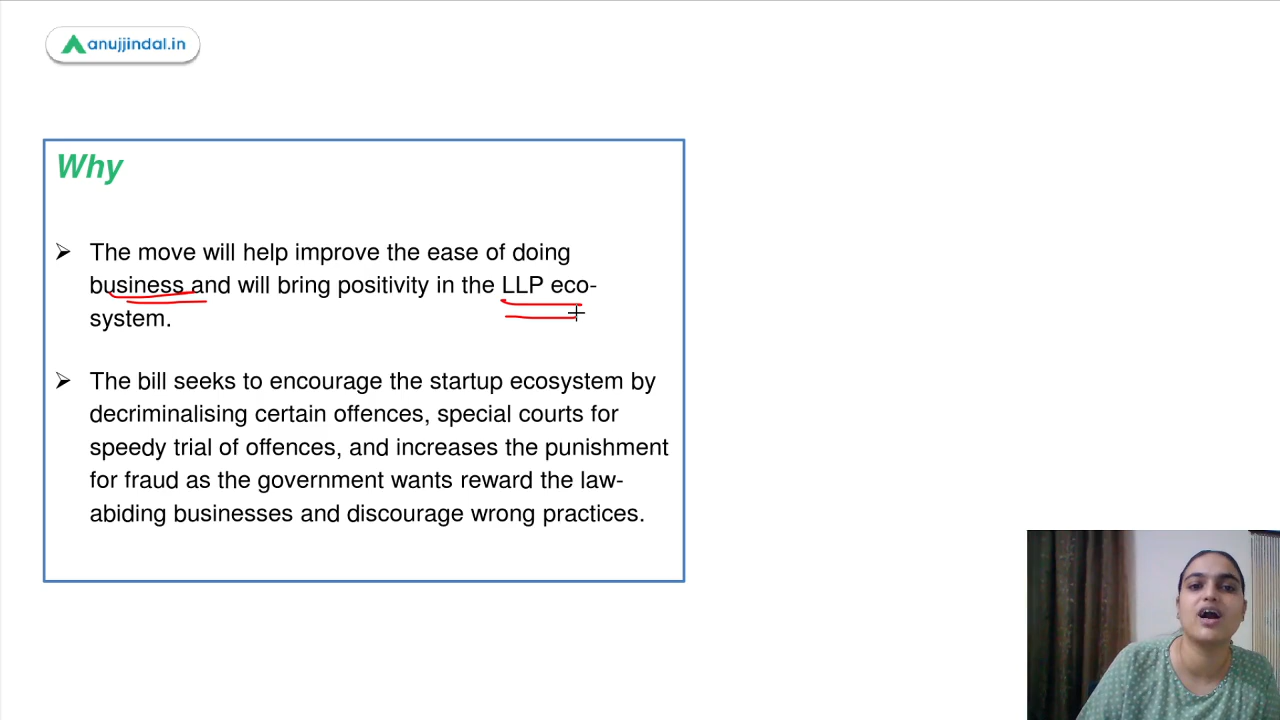 anujjindal.in
Why
➢ The move will help improve the ease of doing
business and will bring positivity in the LLP eco-
system.
➢ The bill seeks to encourage the startup ecosystem by
decriminalising certain offences, special courts for
speedy trial of offences, and increases the punishment
for fraud as the government wants reward the law-
abiding businesses and discourage wrong practices.